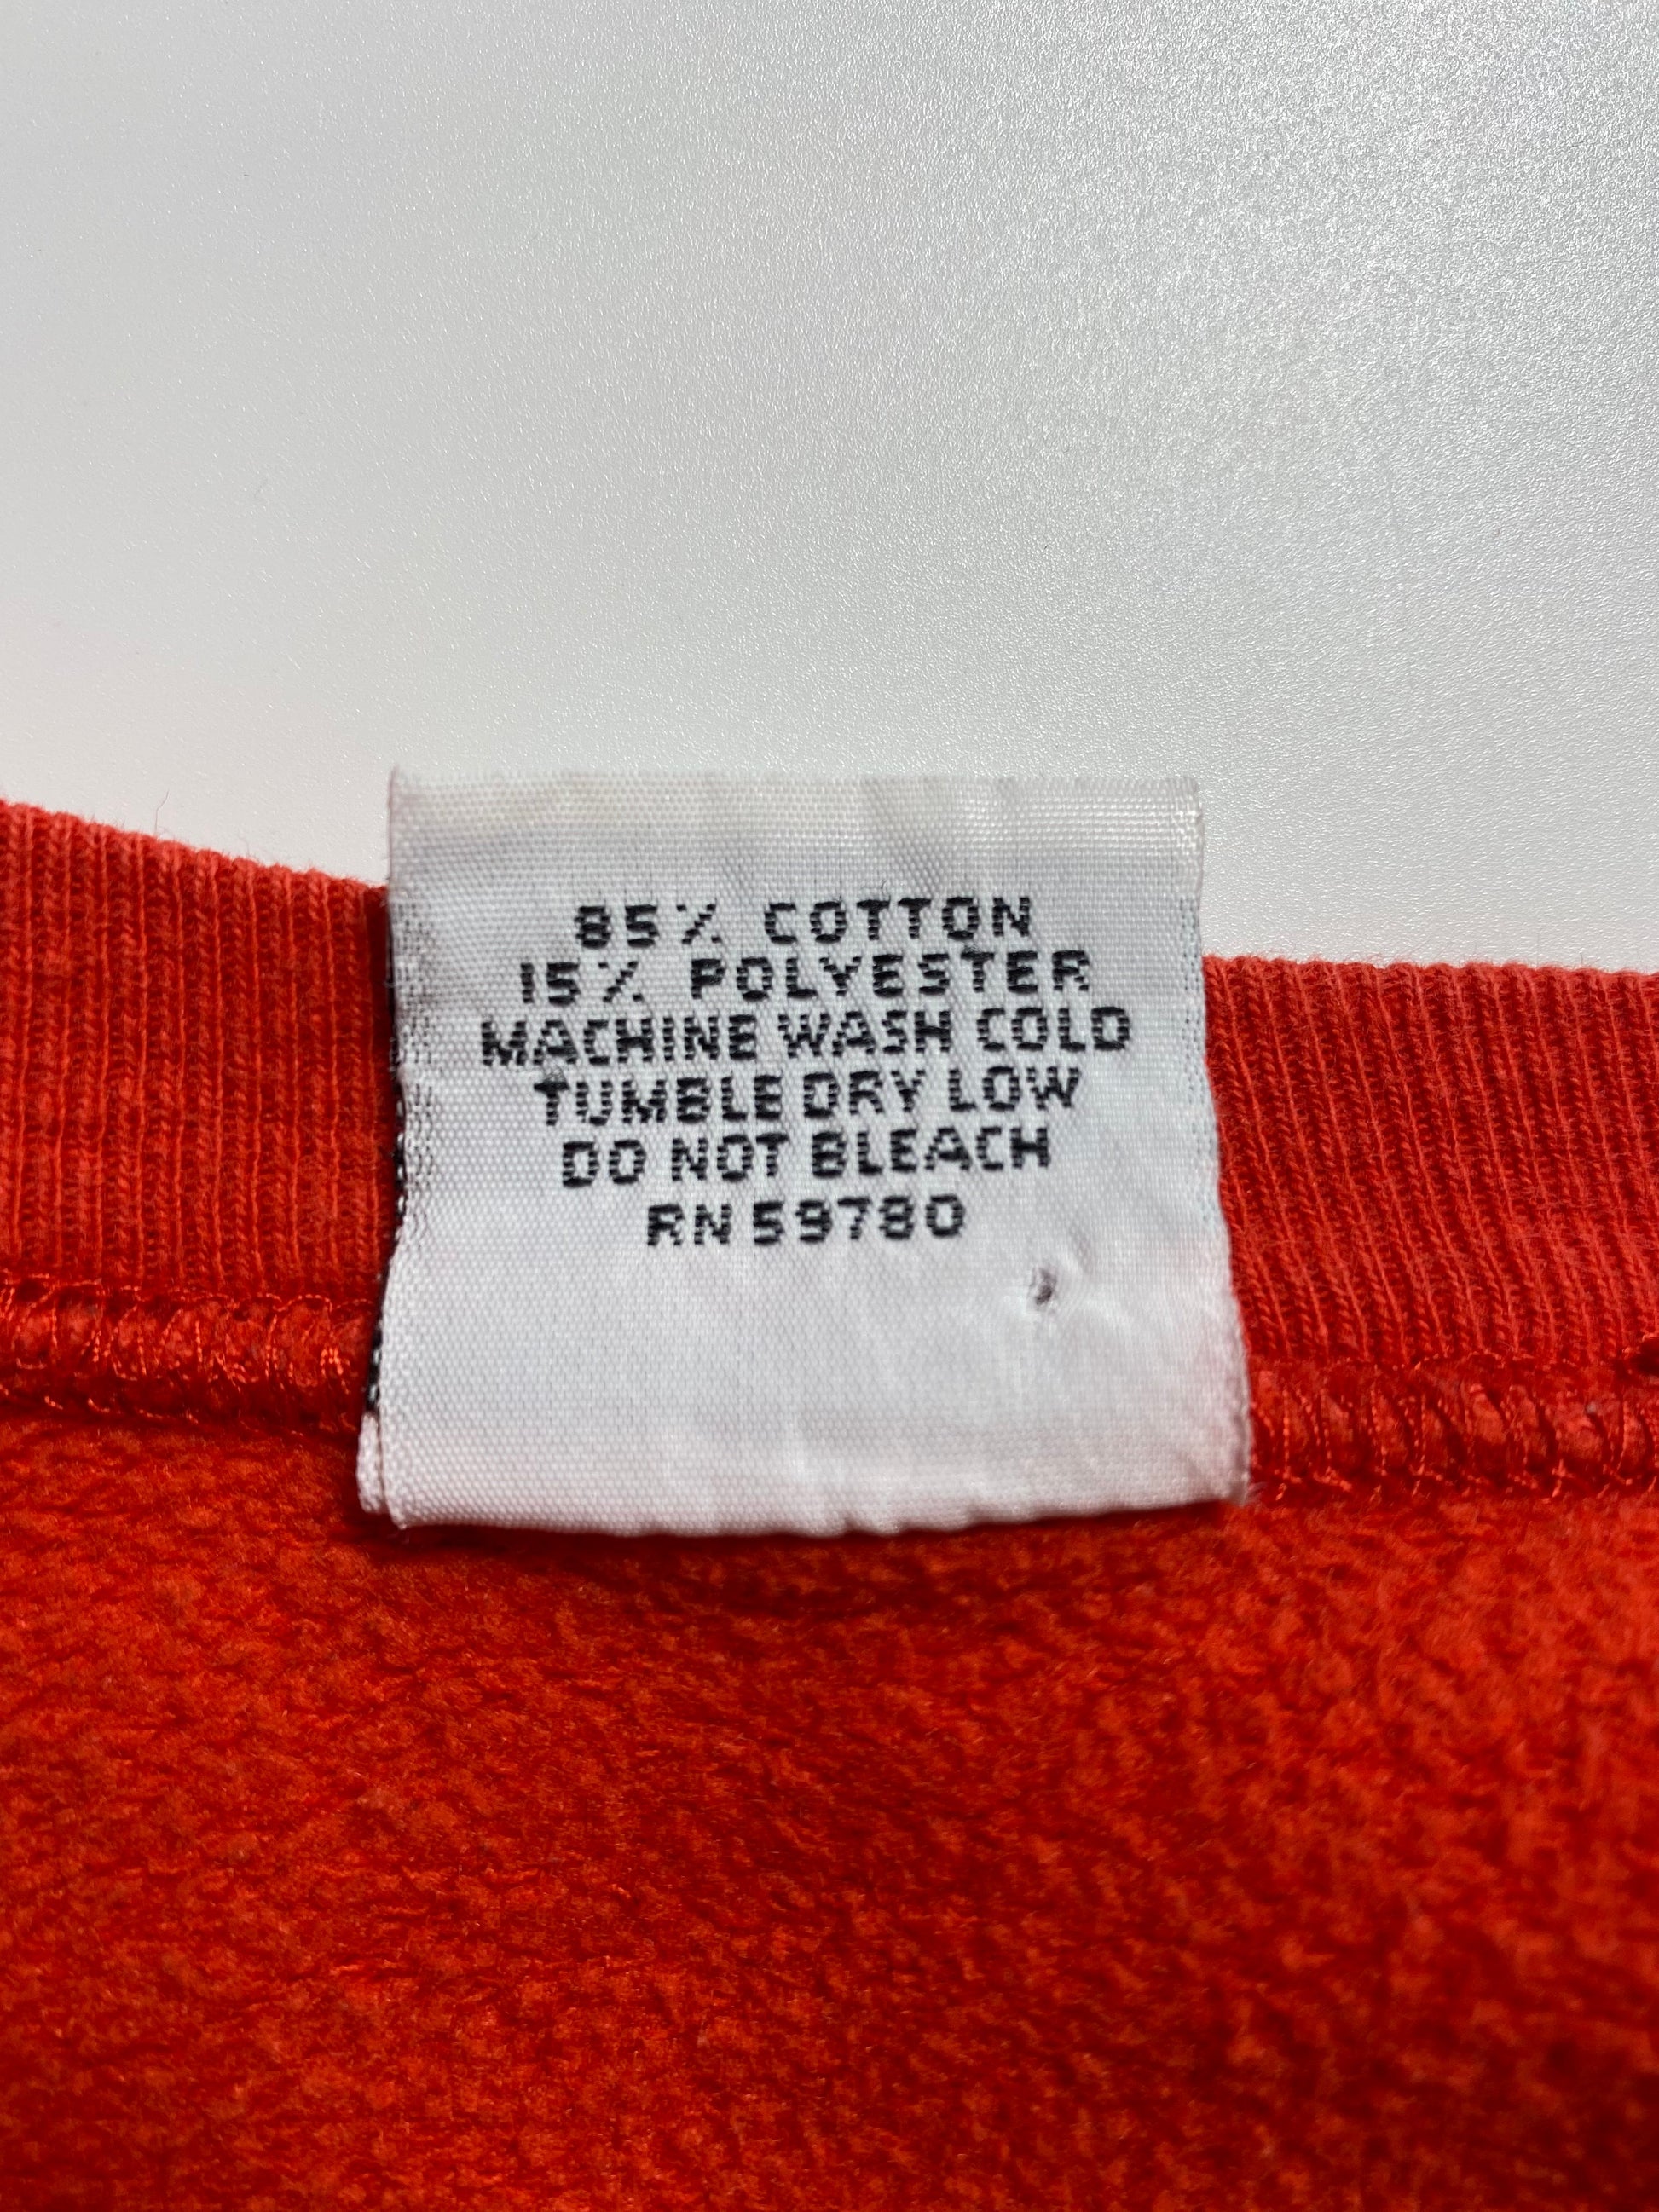 85% COTTON
15% POLYESTER
MACHINE WASH COLD
TUMBLE DRY LOW
DO NOT BLEACH
RN 59780